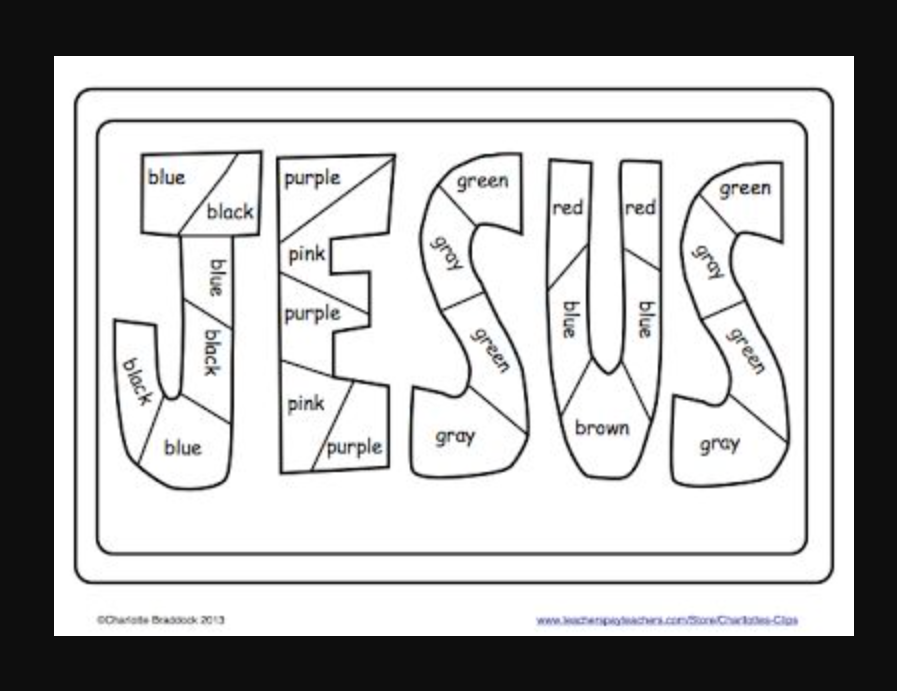 JESUS
blue
black
blue
black
black
blue
purple
pink
purple
pink
purple
green
gray
green
gray
red
red
blue
blue
brown
green
gray
green
gray
©Charlotte Braddock 2013
www.teacherspayteachers.com/Store/Charlottes-Clips